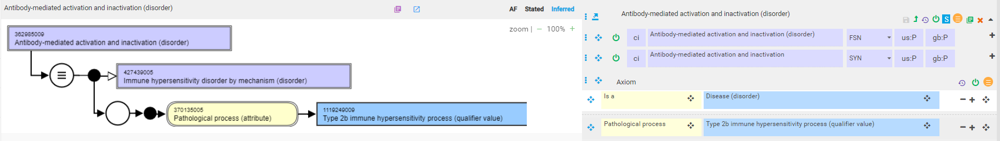 Antibody-mediated activation and inactivation (disorder)
AF Stated Inferred
zoom | − 100% +
362985009
Antibody-mediated activation and inactivation (disorder)
427439005
Immune hypersensitivity disorder by mechanism (disorder)
370135005
Pathological process (attribute)
1119249009
Type 2b immune hypersensitivity process (qualifier value)
Antibody-mediated activation and inactivation (disorder)
S
ci Antibody-mediated activation and inactivation (disorder) FSN us:P gb:P
ci Antibody-mediated activation and inactivation SYN us:P gb:P
Axiom
Is a Disease (disorder)
Pathological process Type 2b immune hypersensitivity process (qualifier value)